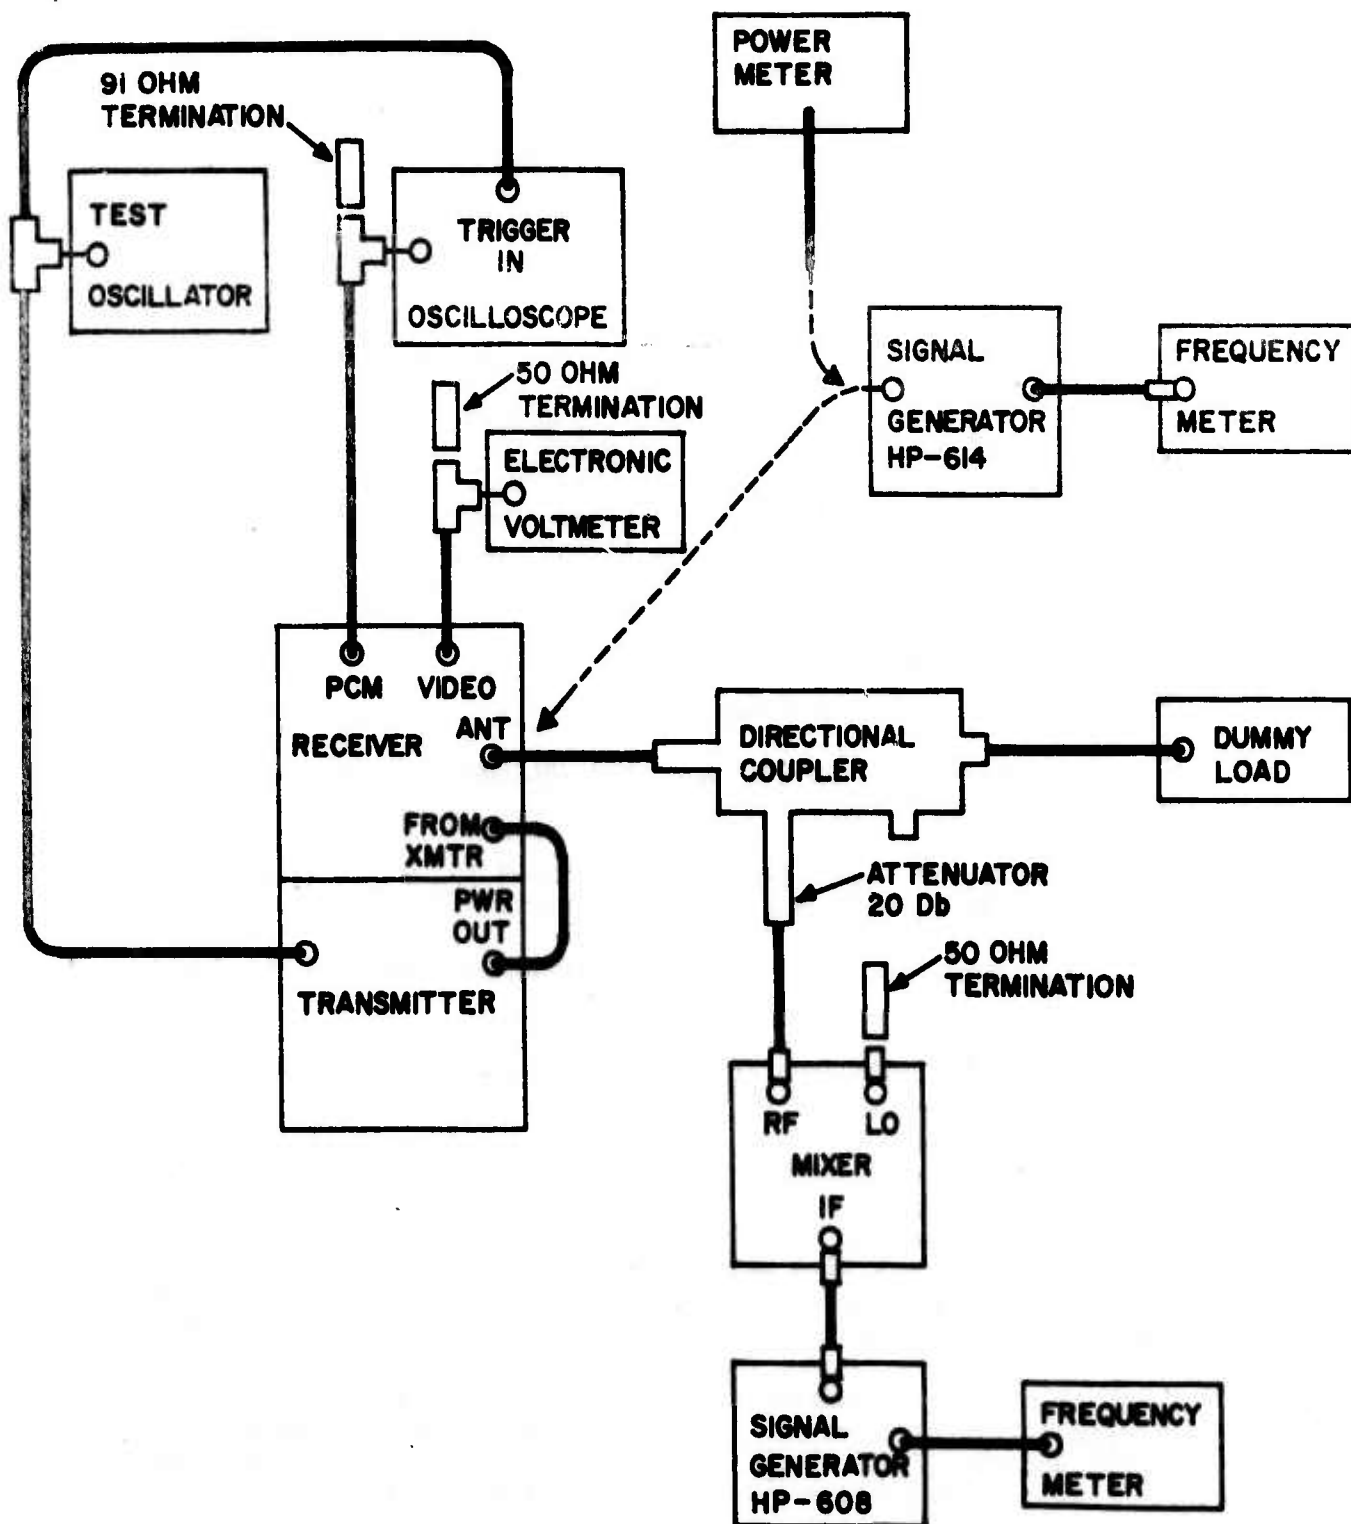 POWER
METER
91 OHM
TERMINATION
TEST
OSCILLATOR
TRIGGER
IN
OSCILLOSCOPE
50 OHM
TERMINATION
ELECTRONIC
VOLTMETER
SIGNAL
GENERATOR
HP-614
FREQUENCY
METER
PCM
VIDEO
RECEIVER
ANT
FROM
XMTR
PWR
OUT
TRANSMITTER
DIRECTIONAL
COUPLER
DUMMY
LOAD
ATTENUATOR
20 Db
50 OHM
TERMINATION
RF
LO
MIXER
IF
SIGNAL
GENERATOR
HP-608
FREQUENCY
METER